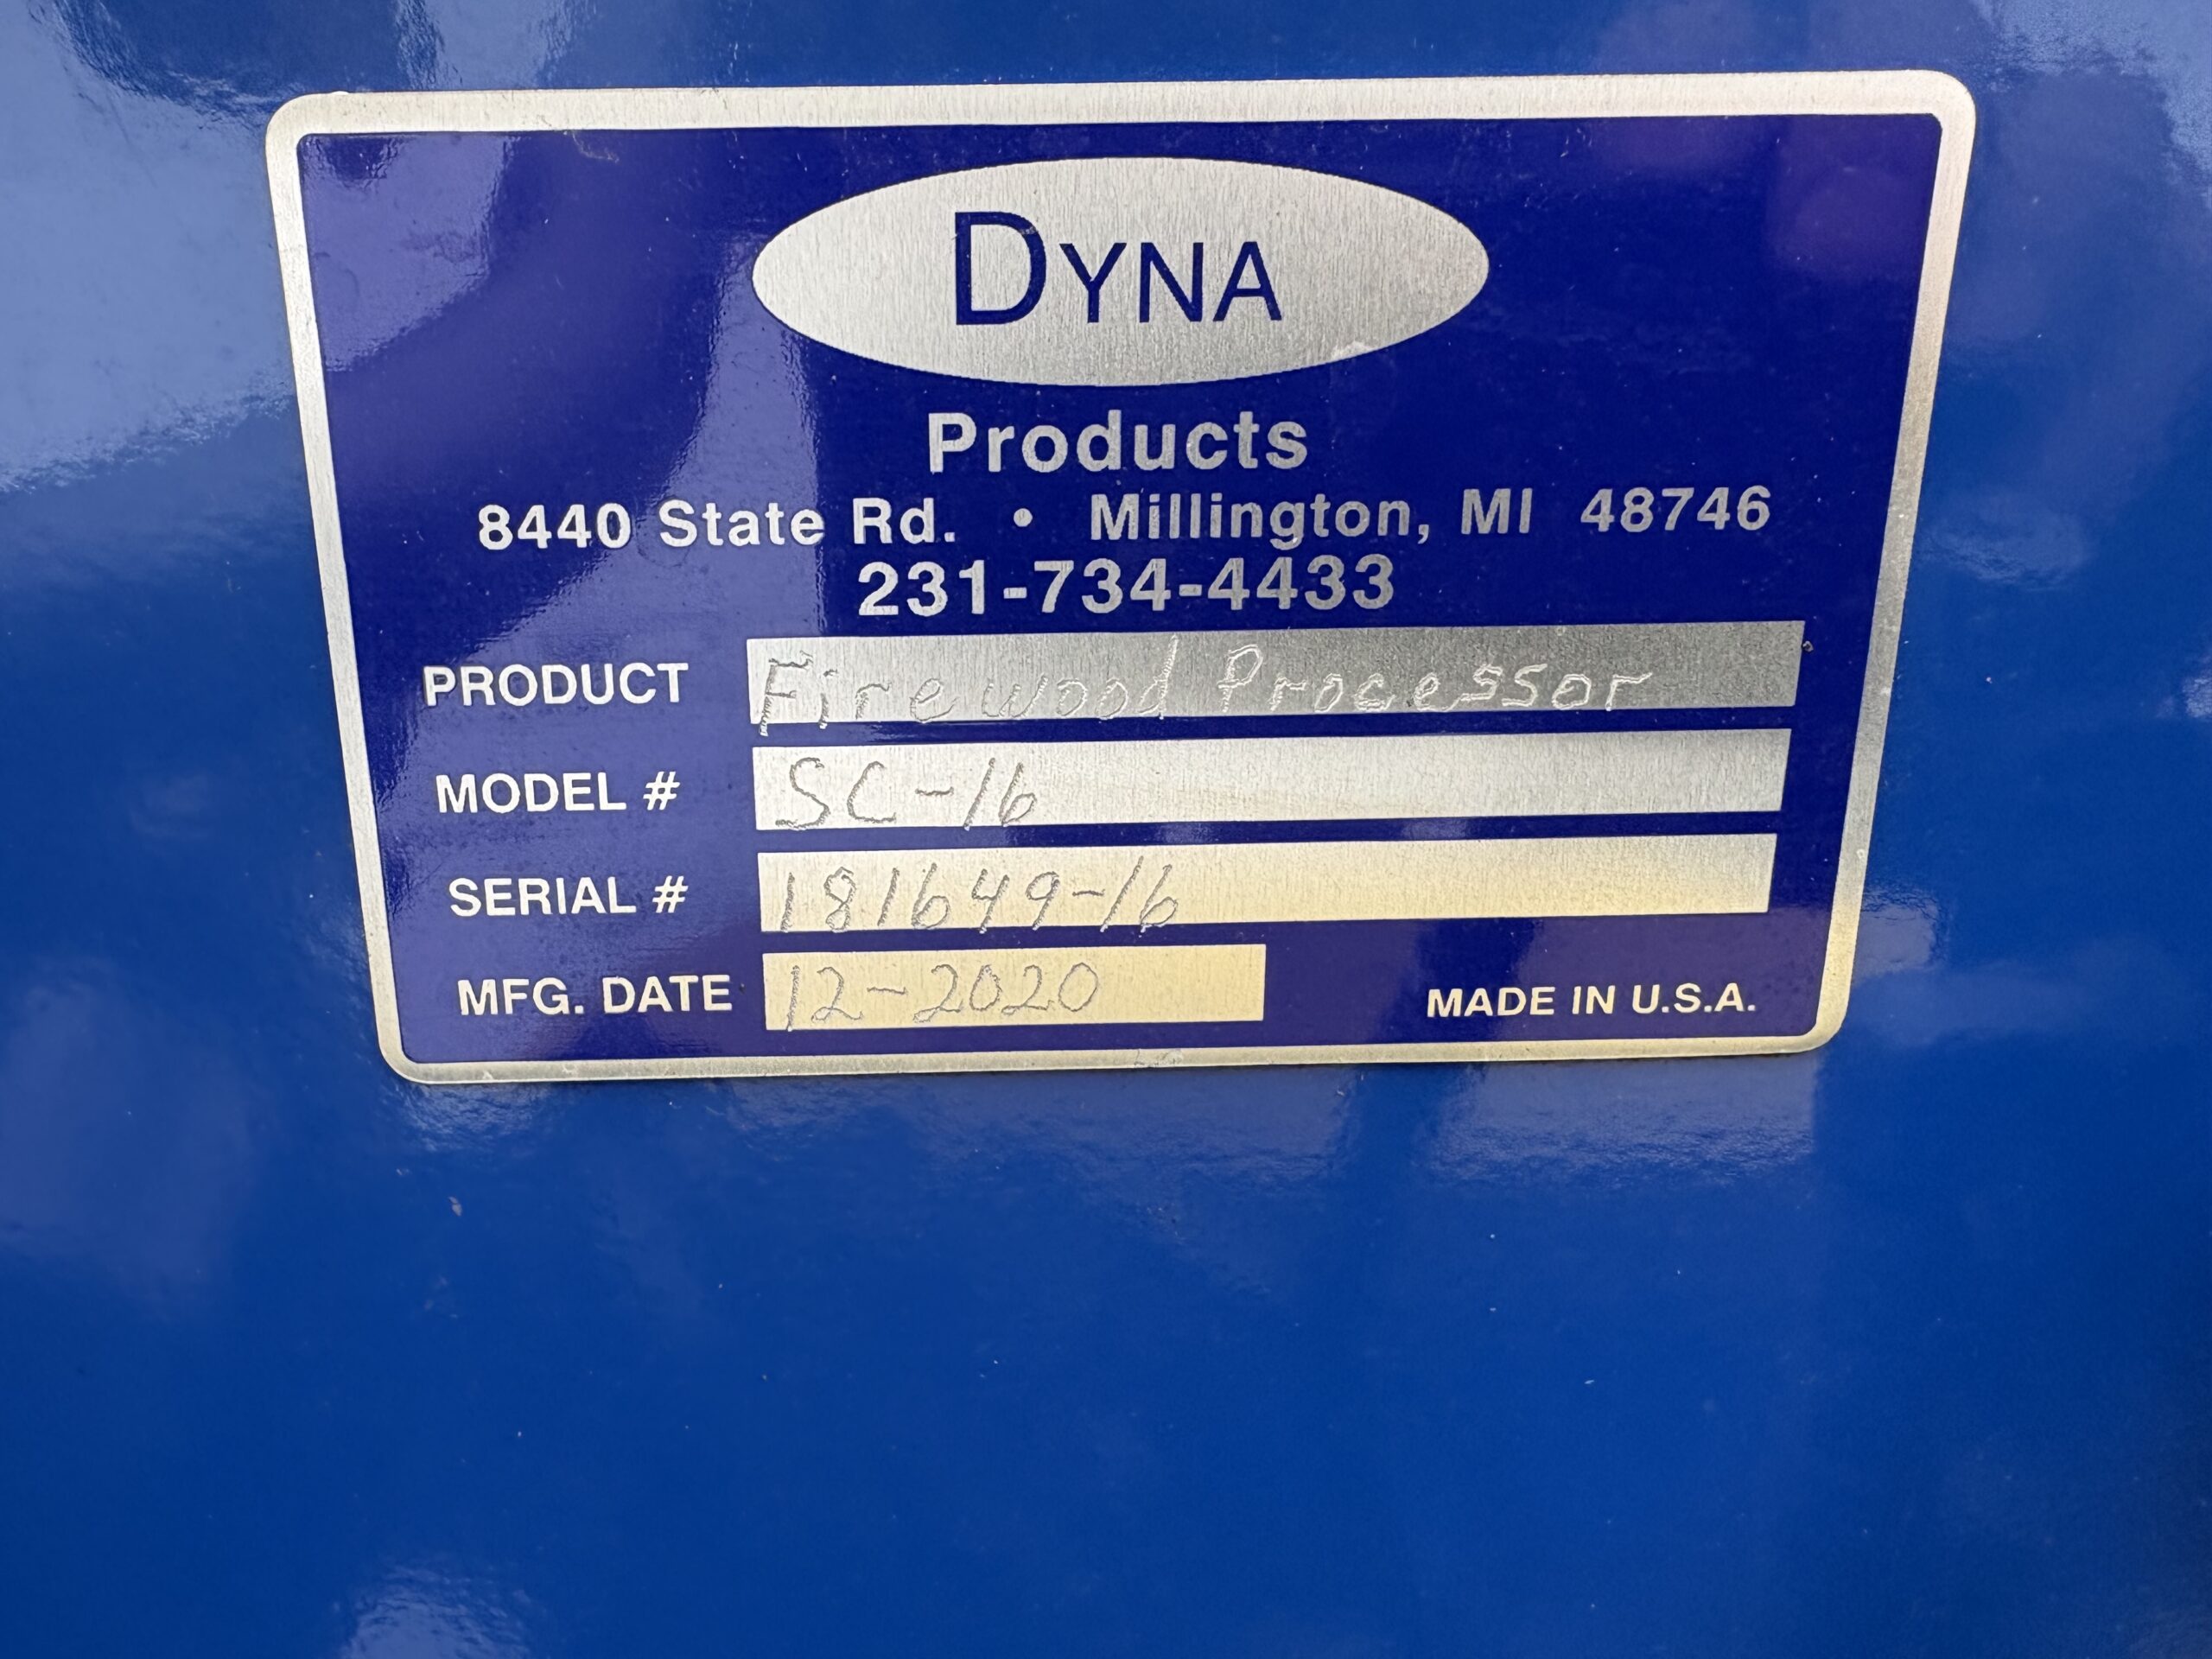 DYNA
Products
8440 State Rd. • Millington, MI 48746
231-734-4433
PRODUCT Firewood Processor
MODEL # SC-16
SERIAL # 181649-16
MFG. DATE 12-2020 MADE IN U.S.A.